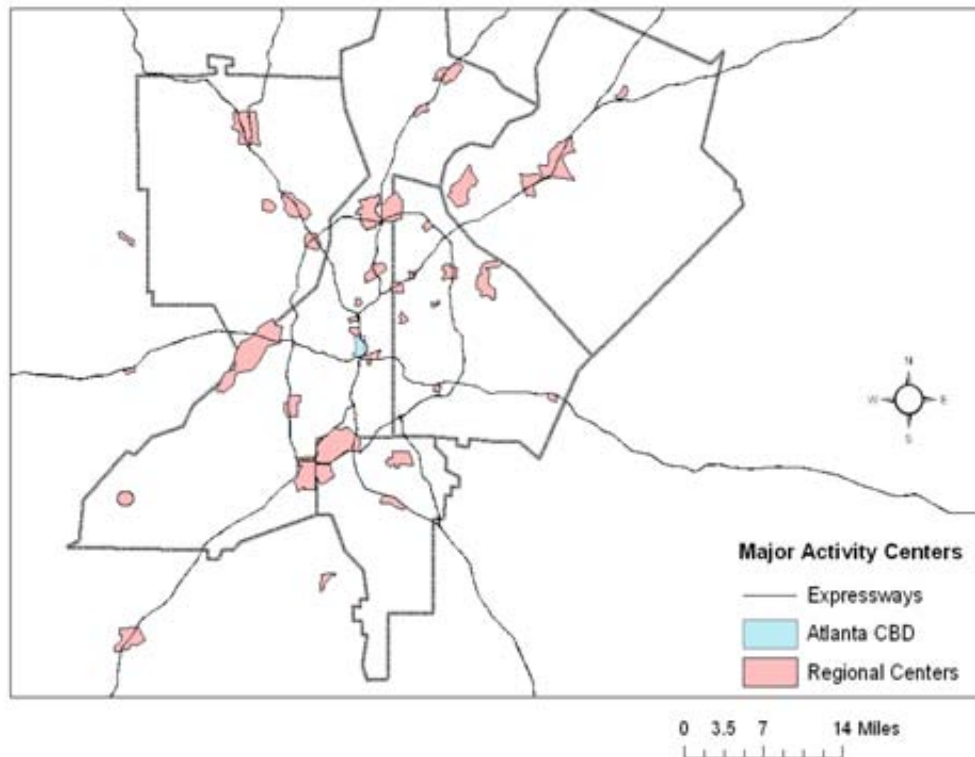 N
W E
S
Major Activity Centers
Expressways
Atlanta CBD
Regional Centers
0 3.5 7 14 Miles